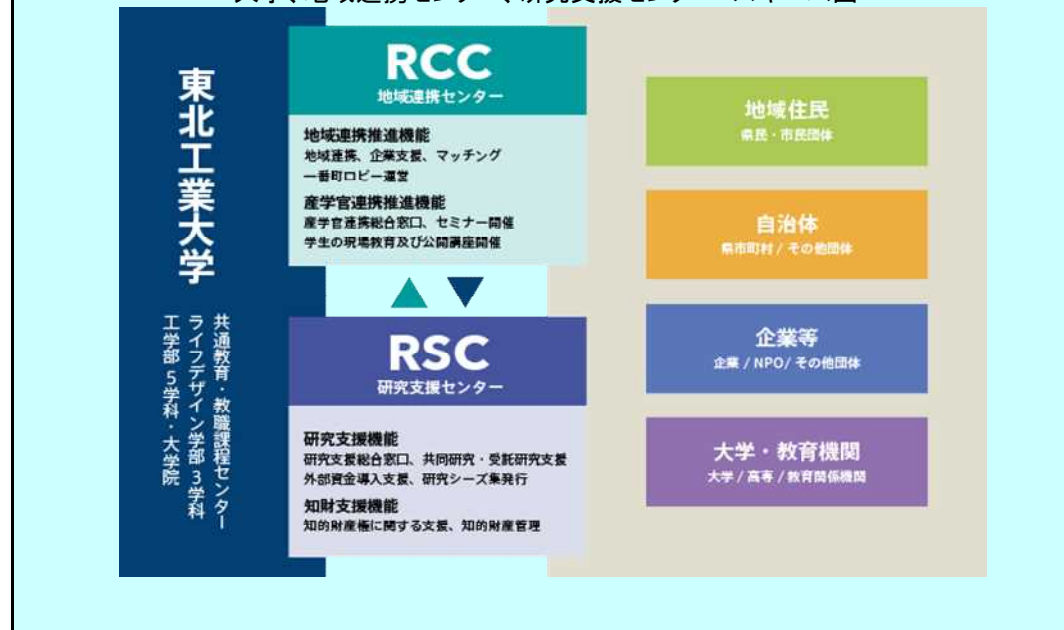 東北工業大学
共通教育・教職課程センター
ライフデザイン学部 3学科
工学部 5学科・大学院
RCC
地域連携センター
地域連携推進機能
地域連携、企業支援、マッチング
一番町ロビー運営
産学官連携推進機能
産学官連携総合窓口、セミナー開催
学生の現場教育及び公開講座開催
RSC
研究支援センター
研究支援機能
研究支援総合窓口、共同研究・受託研究支援
外部資金導入支援、研究シーズ集発行
知財支援機能
知的財産権に関する支援、知的財産管理
地域住民
県民・市民団体
自治体
県市町村 / その他団体
企業等
企業 / NPO/ その他団体
大学・教育機関
大学 / 高専 / 教育関係機関